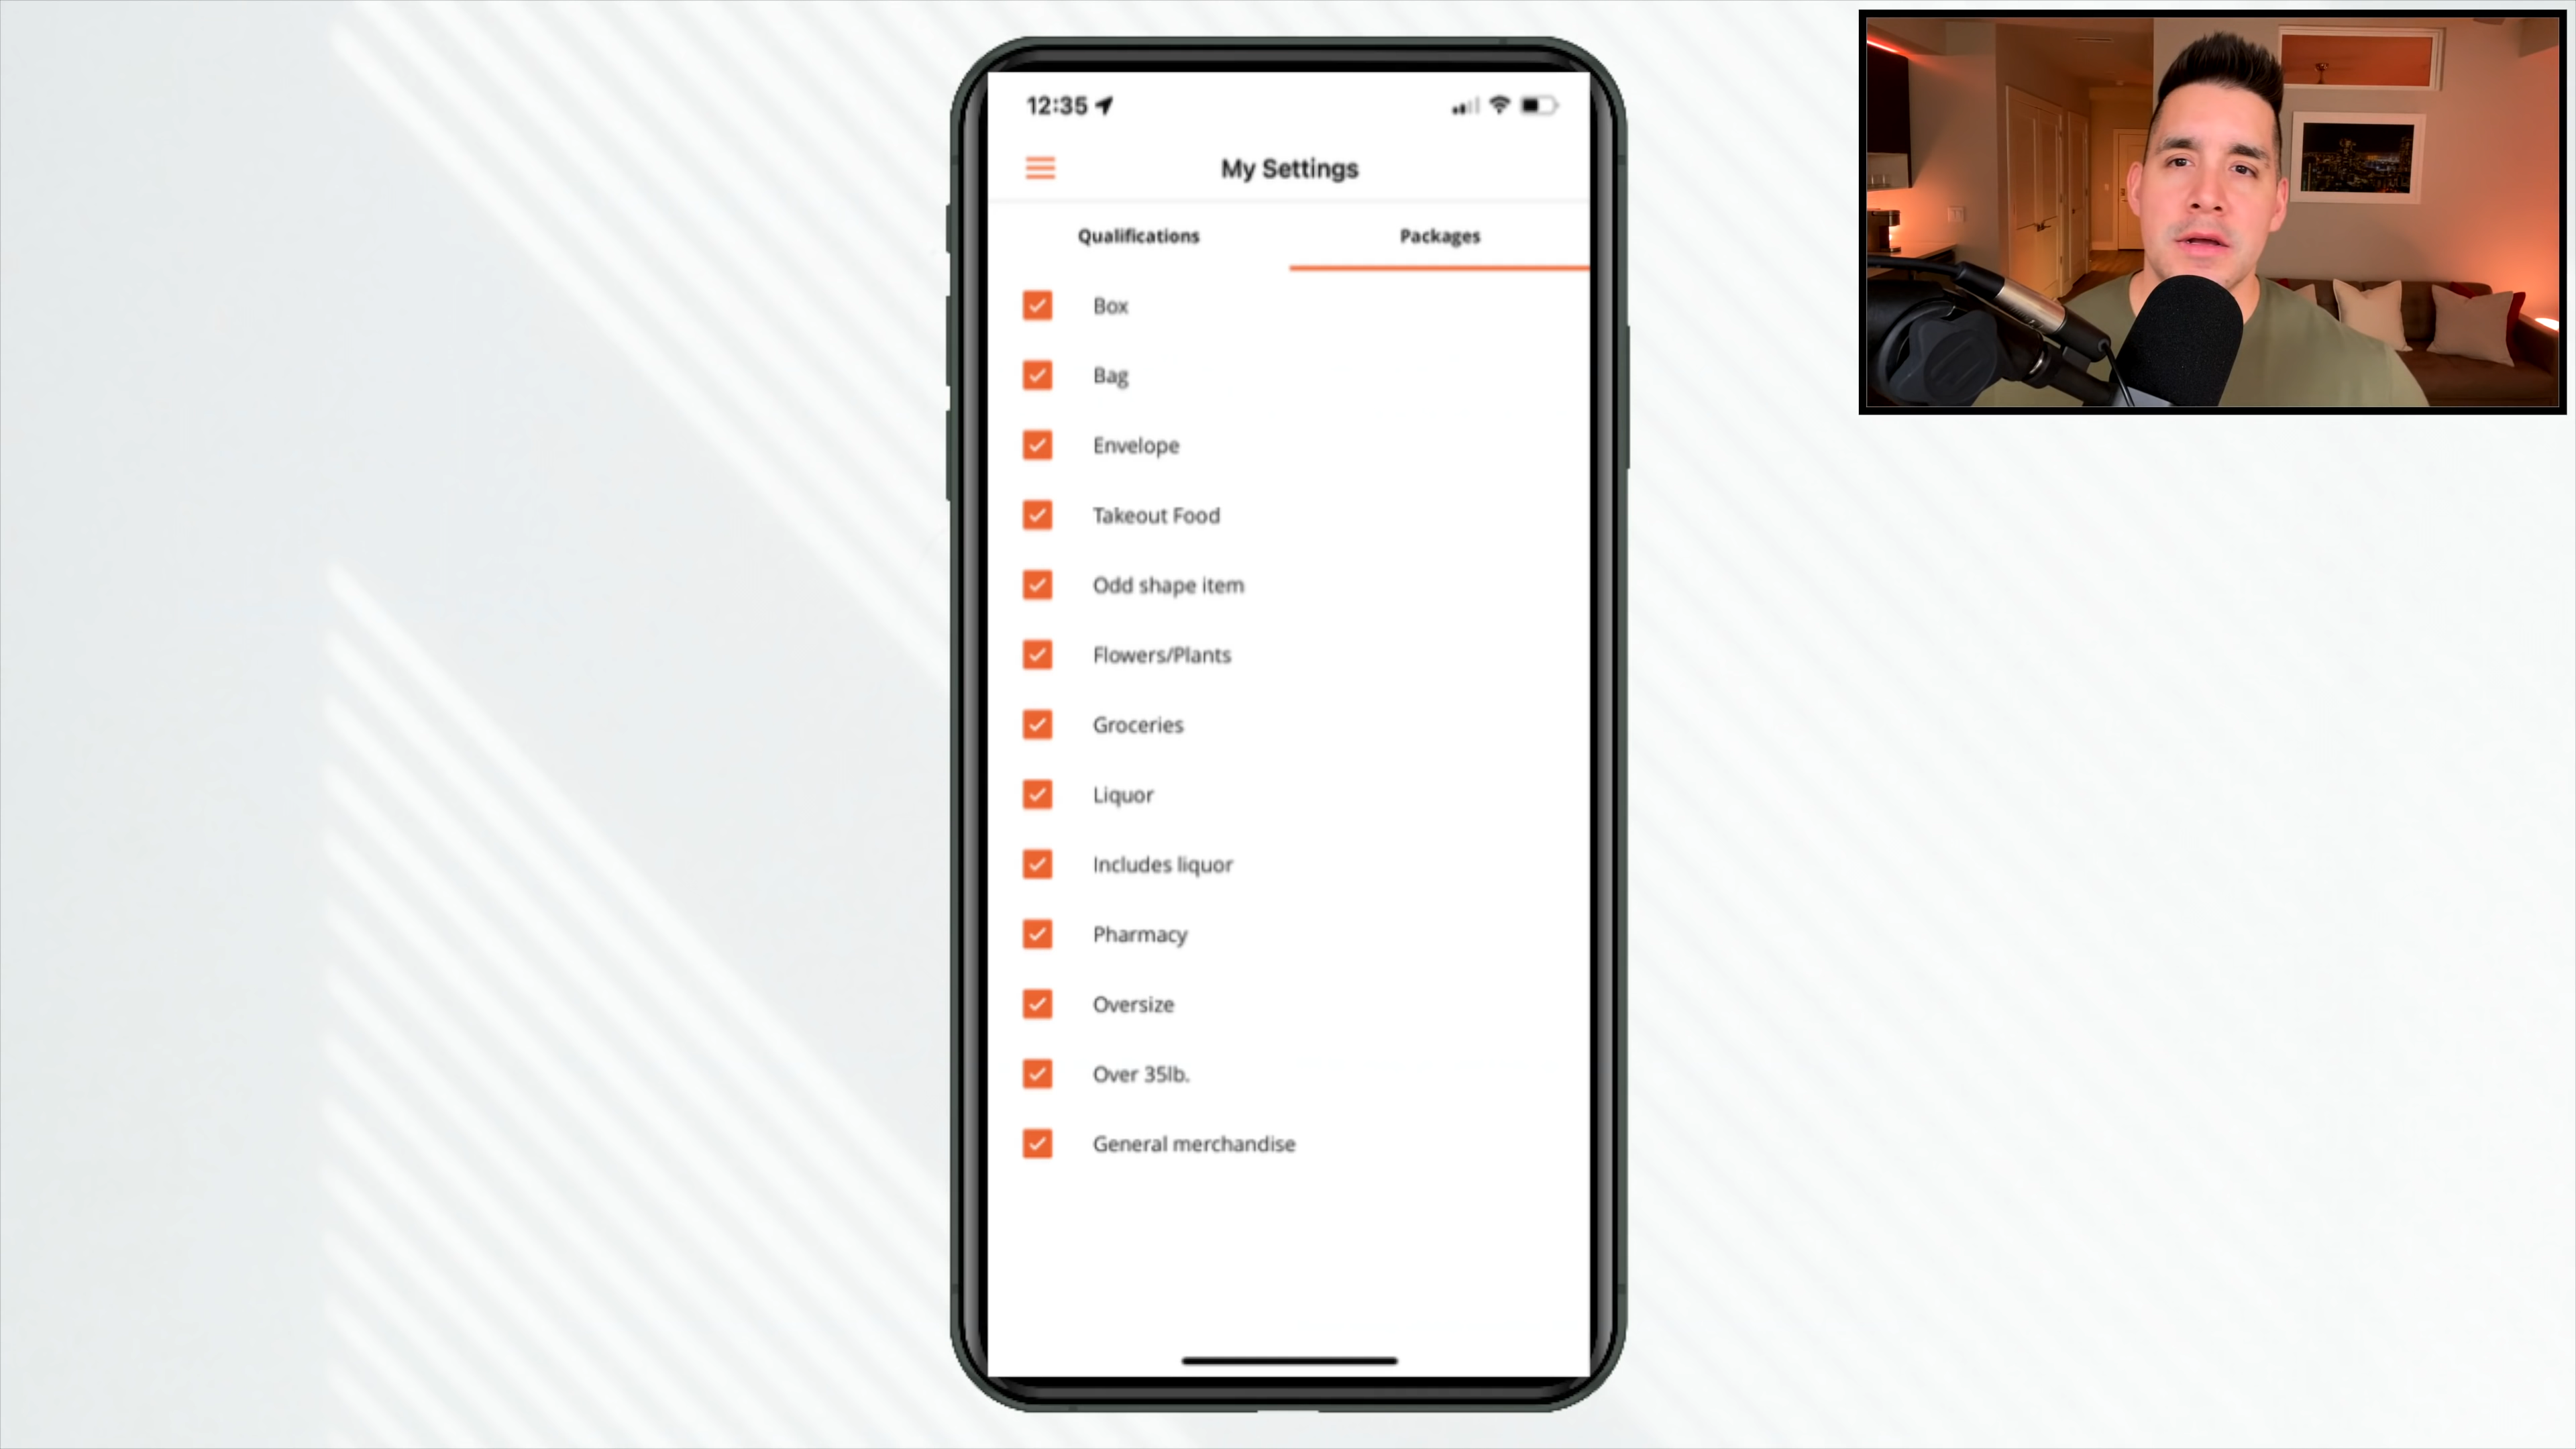 12:35
My Settings
Qualifications
Packages
Box
Bag
Envelope
Takeout Food
Odd shape item
Flowers/Plants
Groceries
Liquor
Includes liquor
Pharmacy
Oversize
Over 35lb.
General merchandise